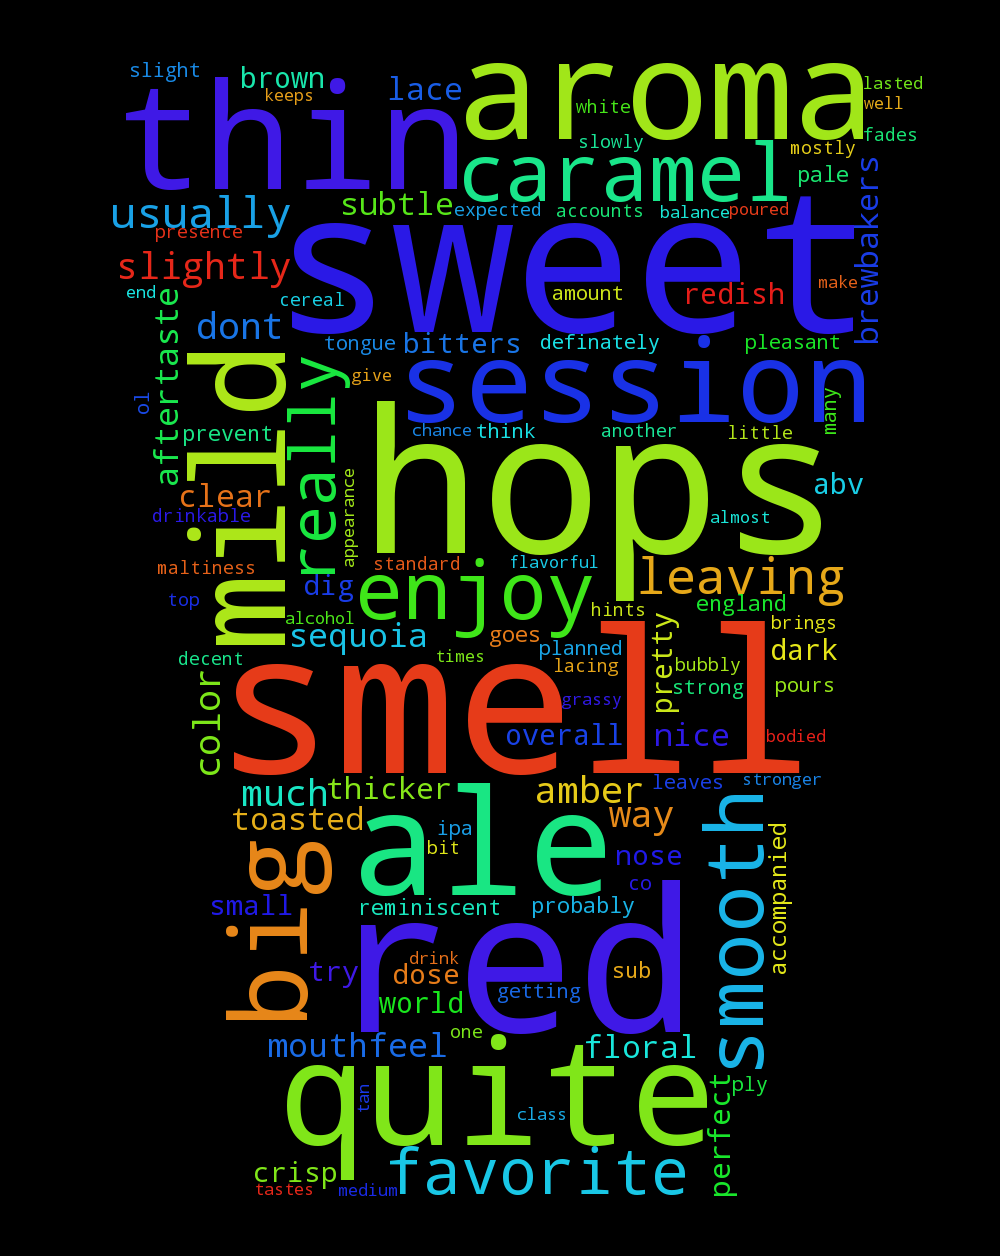 slight
brown
keeps
lace
aroma
lasted
white
well
thin
slowly
fades
mostly
caramel
pale
usually
subtle
expected
accounts
balance
poured
presence
sweet
brewbakers
slightly
end
cereal
amount
redish
make
dont
tongue
bitters
definately
pleasant
aftertaste
ol
mild
really
give
session
many
prevent
chance
think
another
little
hops
clear
abv
drinkable
appearance
almost
maltiness
standard
flavorful
leaving
top
dig
enjoy
england
alcohol
hints
brings
sequoia
goes
planned
pretty
dark
decent
times
lacing
bubbly
color
smell
grassy
strong
pours
overall
nice
bodied
much
thicker
amber
leaves
stronger
toasted
way
smooth
big
ale
ipa
bit
nose
accompanied
small
reminiscent
co
probably
red
try
drink
dose
sub
world
getting
mouthfeel
one
floral
quite
tan
class
perfect
ply
crisp
favorite
tastes
medium